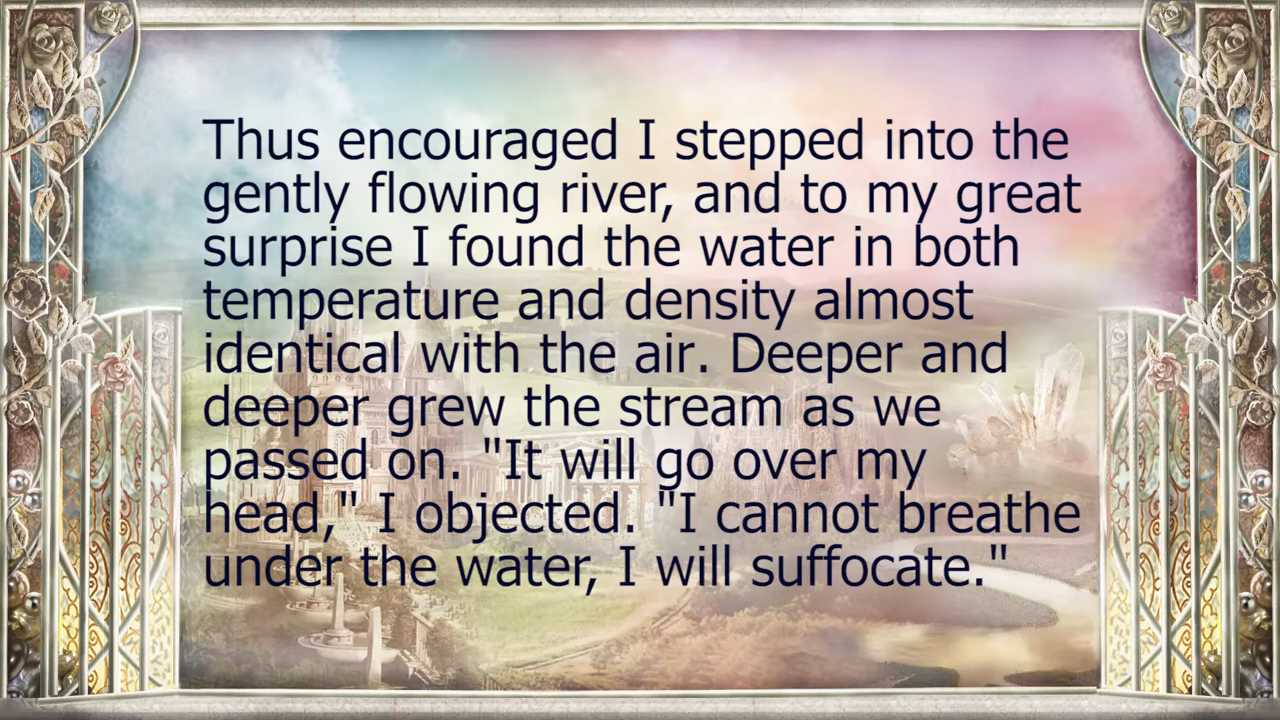 Thus encouraged I stepped into the
gently flowing river, and to my great
surprise I found the water in both
temperature and density almost
identical with the air. Deeper and
deeper grew the stream as we
passed on. "It will go over my
head," I objected. "I cannot breathe
under the water, I will suffocate."